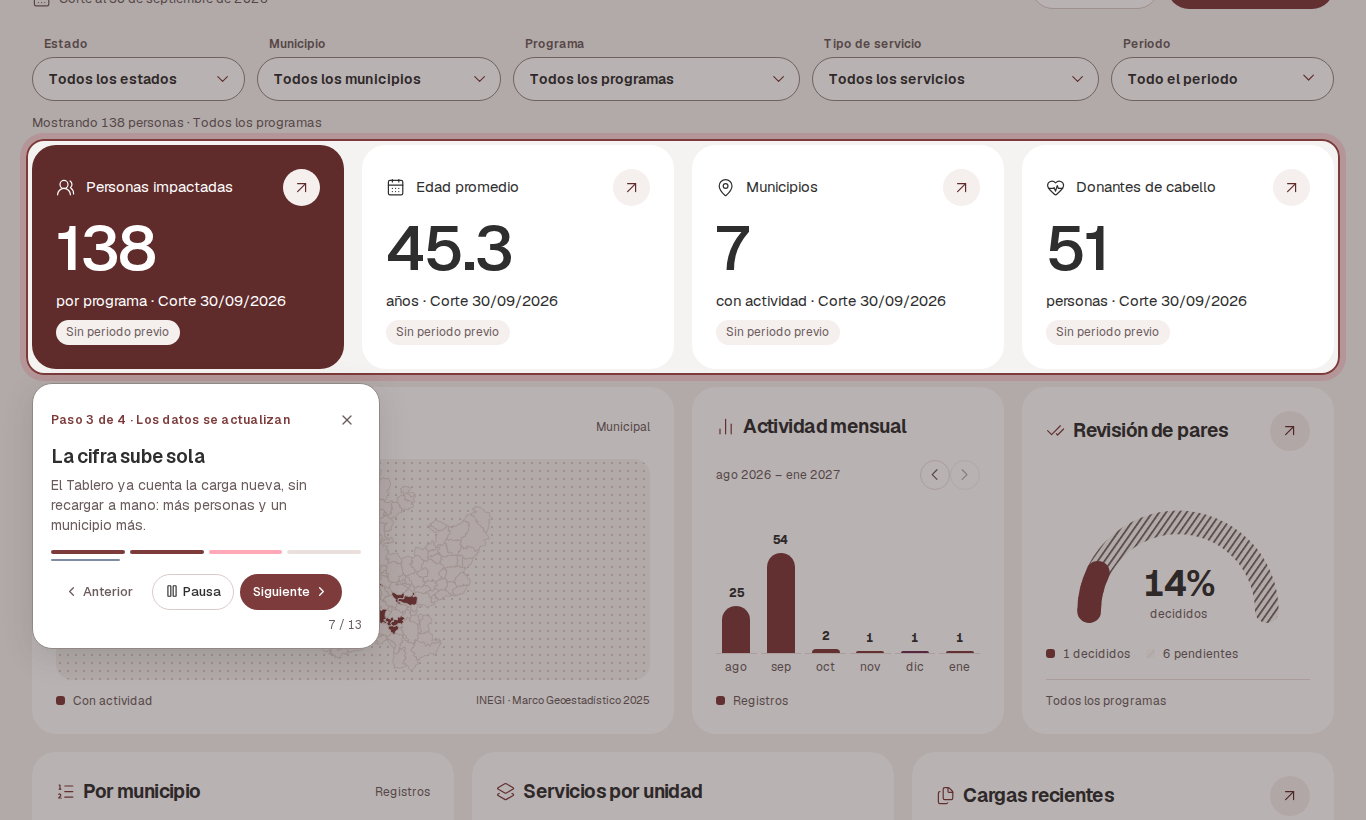 Corte al 30 de septiembre de 2026
Estado
Municipio
Programa
Tipo de servicio
Periodo
Todos los estados
Todos los municipios
Todos los programas
Todos los servicios
Todo el periodo
Mostrando 138 personas · Todos los programas
Personas impactadas
138
por programa · Corte 30/09/2026
Sin periodo previo
Edad promedio
45.3
años · Corte 30/09/2026
Sin periodo previo
Municipios
7
con actividad · Corte 30/09/2026
Sin periodo previo
Donantes de cabello
51
personas · Corte 30/09/2026
Sin periodo previo
Paso 3 de 4 · Los datos se actualizan
La cifra sube sola
El Tablero ya cuenta la carga nueva, sin
recargar a mano: más personas y un
municipio más.
Anterior
Pausa
Siguiente
7 / 13
Municipal
Con actividad
INEGI · Marco Geoestadístico 2025
Actividad mensual
ago 2026 – ene 2027
25
54
2
1
1
1
ago
sep
oct
nov
dic
ene
Registros
Revisión de pares
14%
decididos
1 decididos
6 pendientes
Todos los programas
Por municipio
Registros
Servicios por unidad
Cargas recientes